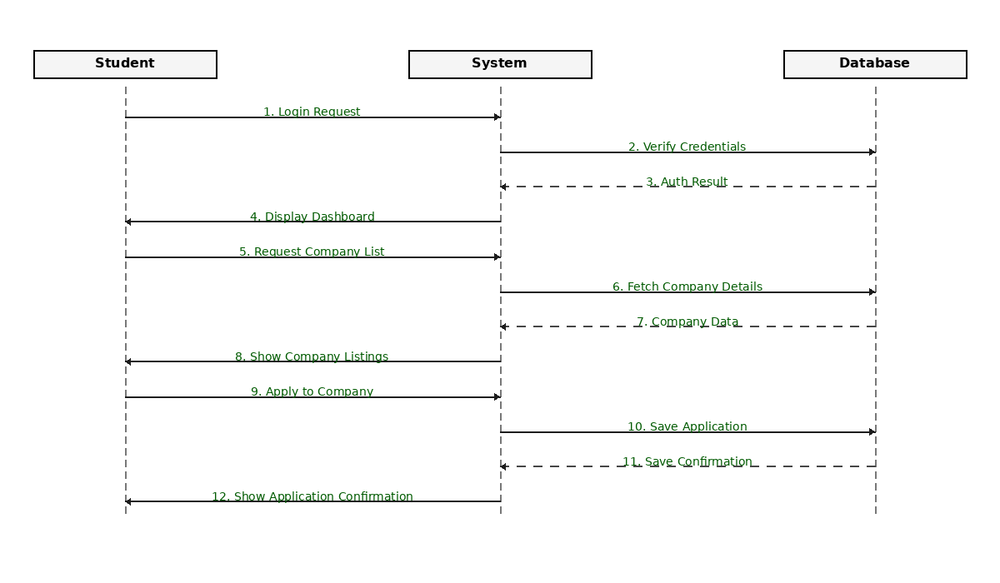 Student
System
Database
1. Login Request
2. Verify Credentials
3. Auth Result
4. Display Dashboard
5. Request Company List
6. Fetch Company Details
7. Company Data
8. Show Company Listings
9. Apply to Company
10. Save Application
11. Save Confirmation
12. Show Application Confirmation